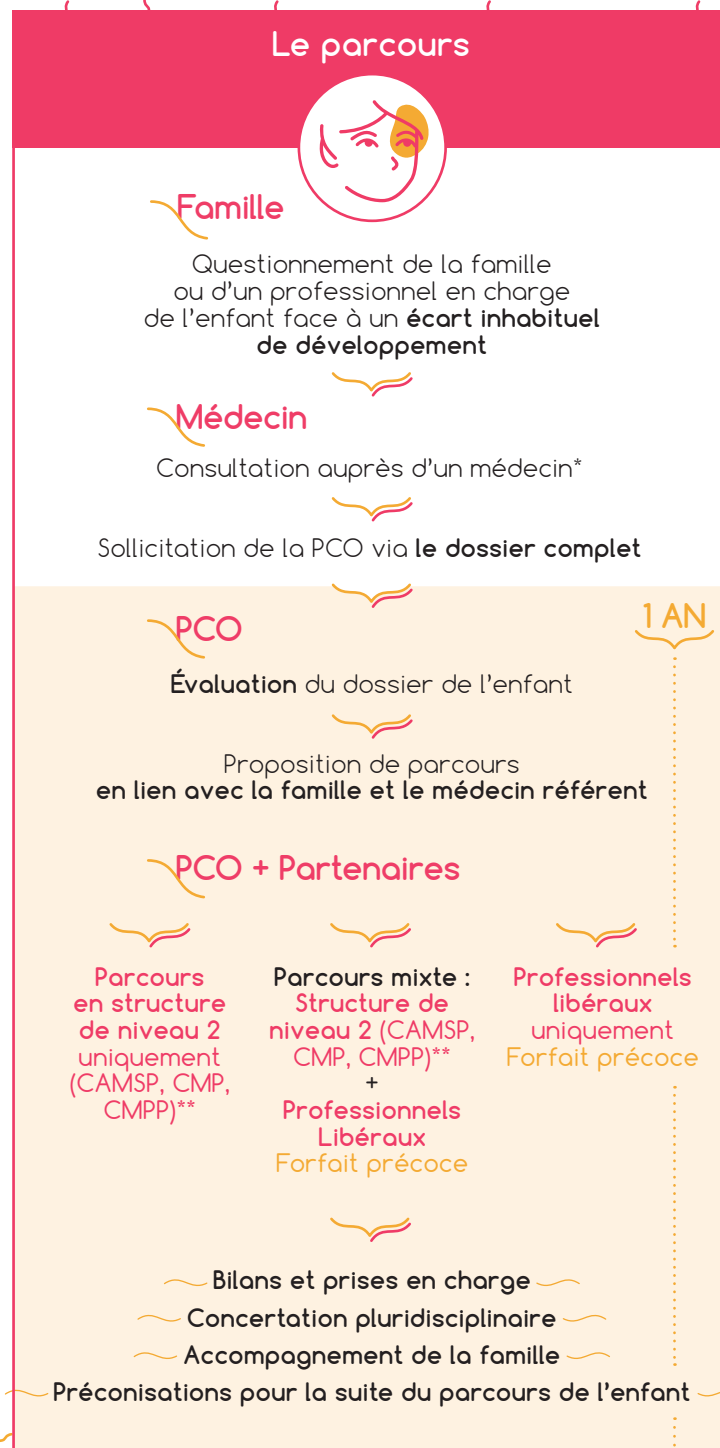 Le parcours
Famille
Questionnement de la famille
ou d'un professionnel en charge
de l'enfant face à un écart inhabituel
de développement
Médecin
Consultation auprès d'un médecin*
Sollicitation de la PCO via le dossier complet
1 AN
PCO
Évaluation du dossier de l'enfant
Proposition de parcours
en lien avec la famille et le médecin référent
PCO + Partenaires
Parcours
en structure
de niveau 2
uniquement
(CAMSP, CMP,
CMPP)**
Parcours mixte :
Structure de
niveau 2 (CAMSP,
CMP, CMPP)**
+
Professionnels
Libéraux
Forfait précoce
Professionnels
libéraux
uniquement
Forfait précoce
Bilans et prises en charge
Concertation pluridisciplinaire
Accompagnement de la famille
Préconisations pour la suite du parcours de l'enfant